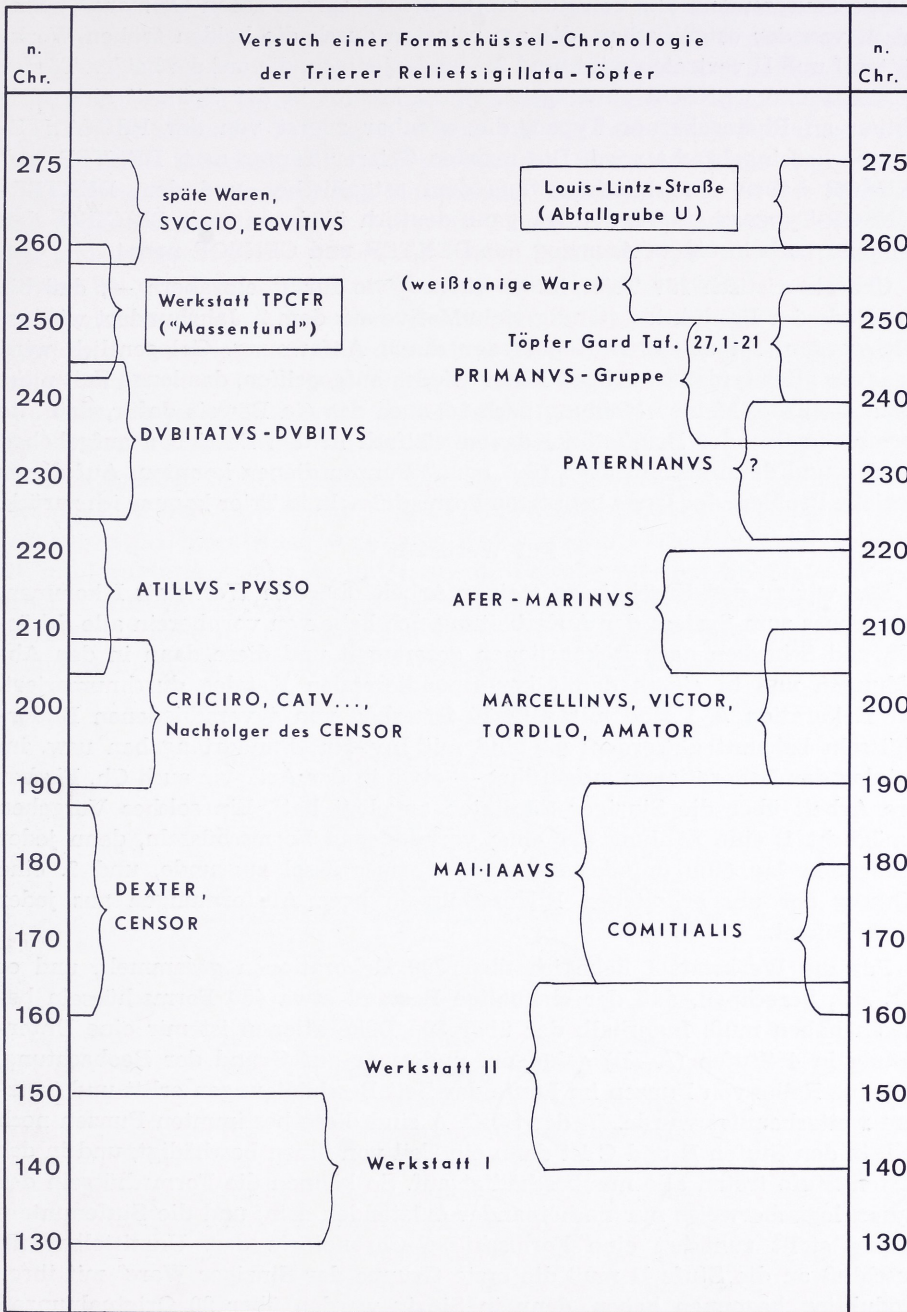 n.
Chr.
Versuch einer Formschüssel-Chronologie
der Trierer Reliefsigillata-Töpfer
n.
Chr.
275
260
250
240
230
220
210
200
190
180
170
160
150
140
130
späte Waren,
SVCCIO, EQVITIVS
Werkstatt TPCFR
("Massenfund")
DVBITATVS-DVBITVS
ATILLVS-PVSSO
CRICIRO, CATV...,
Nachfolger des CENSOR
DEXTER,
CENSOR
Werkstatt I
Louis-Lintz-Straße
(Abfallgrube U)
(weißtonige Ware)
Töpfer Gard Taf. 27,1-21
PRIMANVS-Gruppe
PATERNIANVS ?
AFER-MARINVS
MARCELLINVS, VICTOR,
TORDILO, AMATOR
MAI·IAAVS
COMITIALIS
Werkstatt II
275
260
250
240
230
220
210
200
190
180
170
160
150
140
130